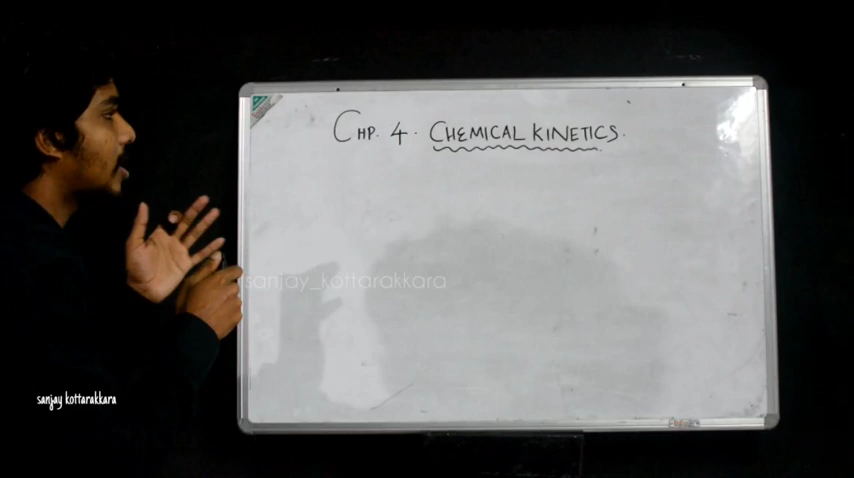 CHP. 4. CHEMICAL KINETICS.
sanjay_kottarakkara
sanjay kottarakkara